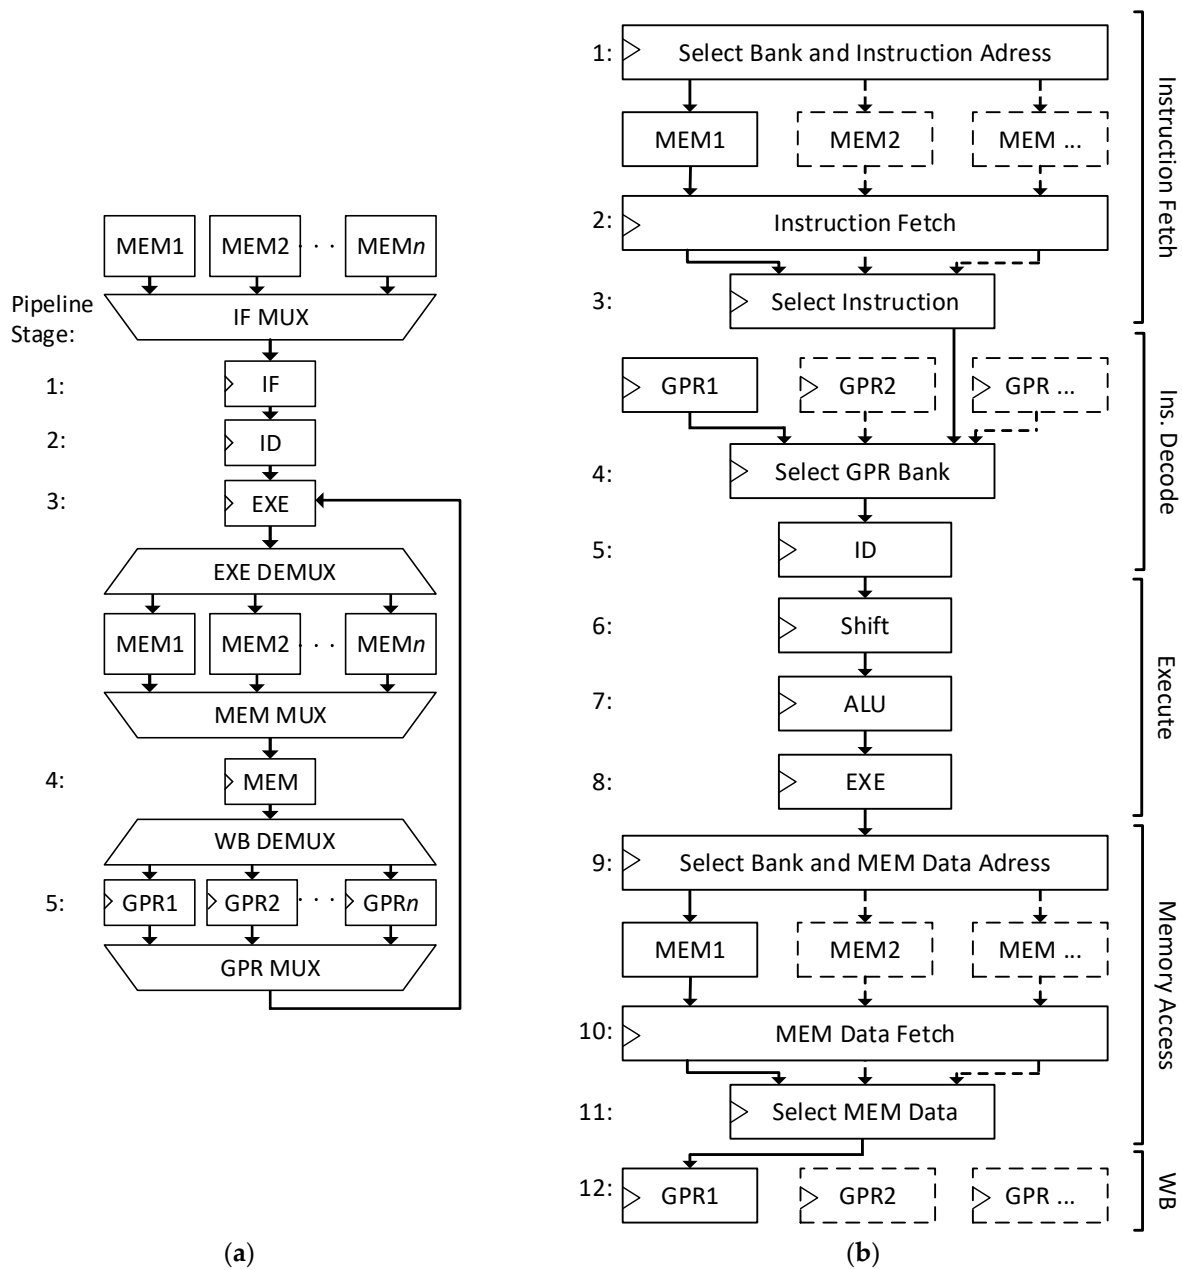 MEM1 MEM2 · · · MEMn
Pipeline
Stage:
IF MUX
1: IF
2: ID
3: EXE
EXE DEMUX
MEM1 MEM2 · · · MEMn
MEM MUX
4: MEM
WB DEMUX
5: GPR1 GPR2 · · · GPRn
GPR MUX
(a)
1: Select Bank and Instruction Adress
MEM1 MEM2 MEM ...
2: Instruction Fetch
3: Select Instruction
Instruction Fetch
GPR1 GPR2 GPR ...
4: Select GPR Bank
5: ID
Ins. Decode
6: Shift
7: ALU
8: EXE
Execute
9: Select Bank and MEM Data Adress
MEM1 MEM2 MEM ...
10: MEM Data Fetch
11: Select MEM Data
Memory Access
12: GPR1 GPR2 GPR ...
WB
(b)